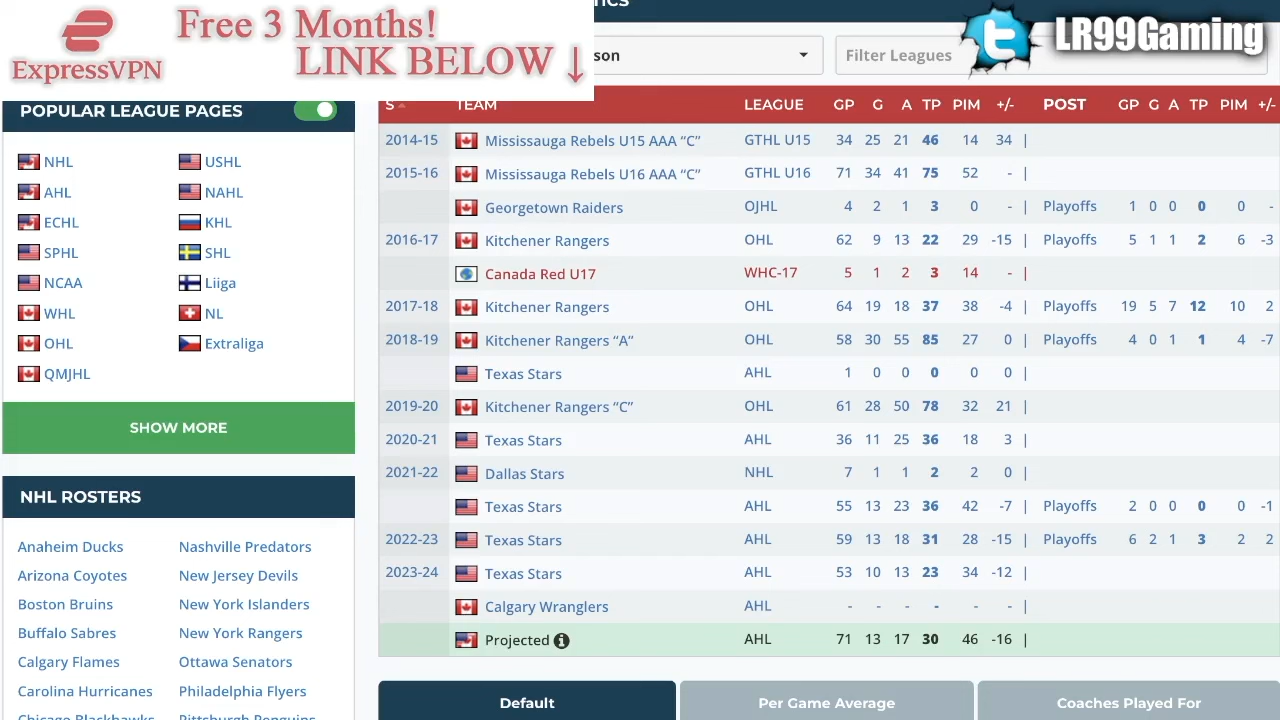 Free 3 Months!
LINK BELOW ↓
ExpressVPN
son
Filter Leagues
LR99Gaming
POPULAR LEAGUE PAGES
NHL USHL
AHL NAHL
ECHL KHL
SPHL SHL
NCAA Liiga
WHL NL
OHL Extraliga
QMJHL
SHOW MORE
NHL ROSTERS
Anaheim Ducks Nashville Predators
Arizona Coyotes New Jersey Devils
Boston Bruins New York Islanders
Buffalo Sabres New York Rangers
Calgary Flames Ottawa Senators
Carolina Hurricanes Philadelphia Flyers
Chicago Blackhawks Pittsburgh Penguins
S TEAM LEAGUE GP G A TP PIM +/- POST GP G A TP PIM +/-
2014-15 Mississauga Rebels U15 AAA “C” GTHL U15 34 25 21 46 14 34 |
2015-16 Mississauga Rebels U16 AAA “C” GTHL U16 71 34 41 75 52 - |
Georgetown Raiders OJHL 4 2 1 3 0 - | Playoffs 1 0 0 0 0 -
2016-17 Kitchener Rangers OHL 62 9 13 22 29 -15 | Playoffs 5 1 1 2 6 -3
Canada Red U17 WHC-17 5 1 2 3 14 - |
2017-18 Kitchener Rangers OHL 64 19 18 37 38 -4 | Playoffs 19 5 7 12 10 2
2018-19 Kitchener Rangers “A” OHL 58 30 55 85 27 0 | Playoffs 4 0 1 1 4 -7
Texas Stars AHL 1 0 0 0 0 0 |
2019-20 Kitchener Rangers “C” OHL 61 28 50 78 32 21 |
2020-21 Texas Stars AHL 36 11 25 36 18 3 |
2021-22 Dallas Stars NHL 7 1 1 2 2 0 |
Texas Stars AHL 55 13 23 36 42 -7 | Playoffs 2 0 0 0 0 -1
2022-23 Texas Stars AHL 59 13 18 31 28 -15 | Playoffs 6 2 1 3 2 2
2023-24 Texas Stars AHL 53 10 13 23 34 -12 |
Calgary Wranglers AHL - - - - - - |
Projected AHL 71 13 17 30 46 -16 |
Default Per Game Average Coaches Played For